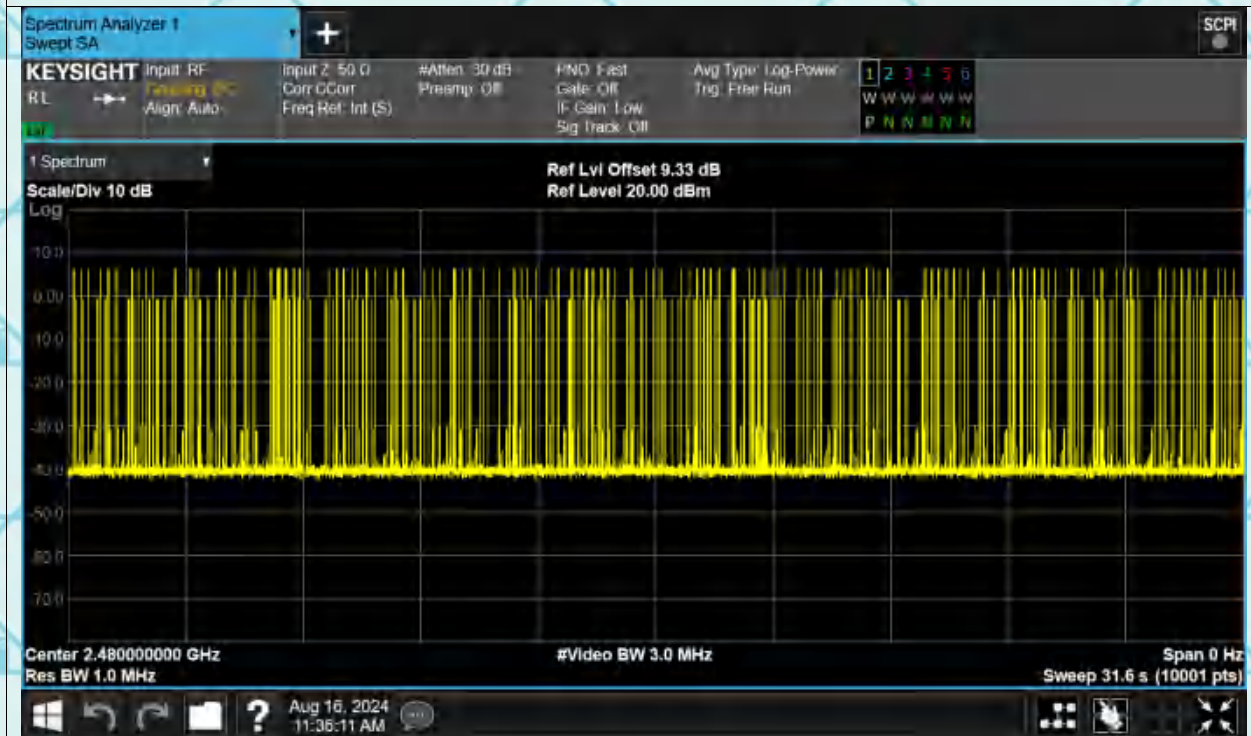 Spectrum Analyzer 1
Swept SA
+
SCPI
KEYSIGHT
RL
Input: RF
Coupling: DC
Align: Auto
Input Z: 50 Ω
Corr CCorr
Freq Ref: Int (S)
#Atten: 30 dB
Preamp: Off
PNO: Fast
Gate: Off
IF Gain: Low
Sig Track: Off
Avg Type: Log-Power
Trig: Free Run
1 2 3 4 5 6
W W W W W W
P N N N N N
1 Spectrum
Scale/Div 10 dB
Ref Lvl Offset 9.33 dB
Ref Level 20.00 dBm
Log
10.0
0.00
-10.0
-20.0
-30.0
-40.0
-50.0
-60.0
-70.0
Center 2.480000000 GHz
#Video BW 3.0 MHz
Span 0 Hz
Res BW 1.0 MHz
Sweep 31.6 s (10001 pts)
?
Aug 16, 2024
11:36:11 AM